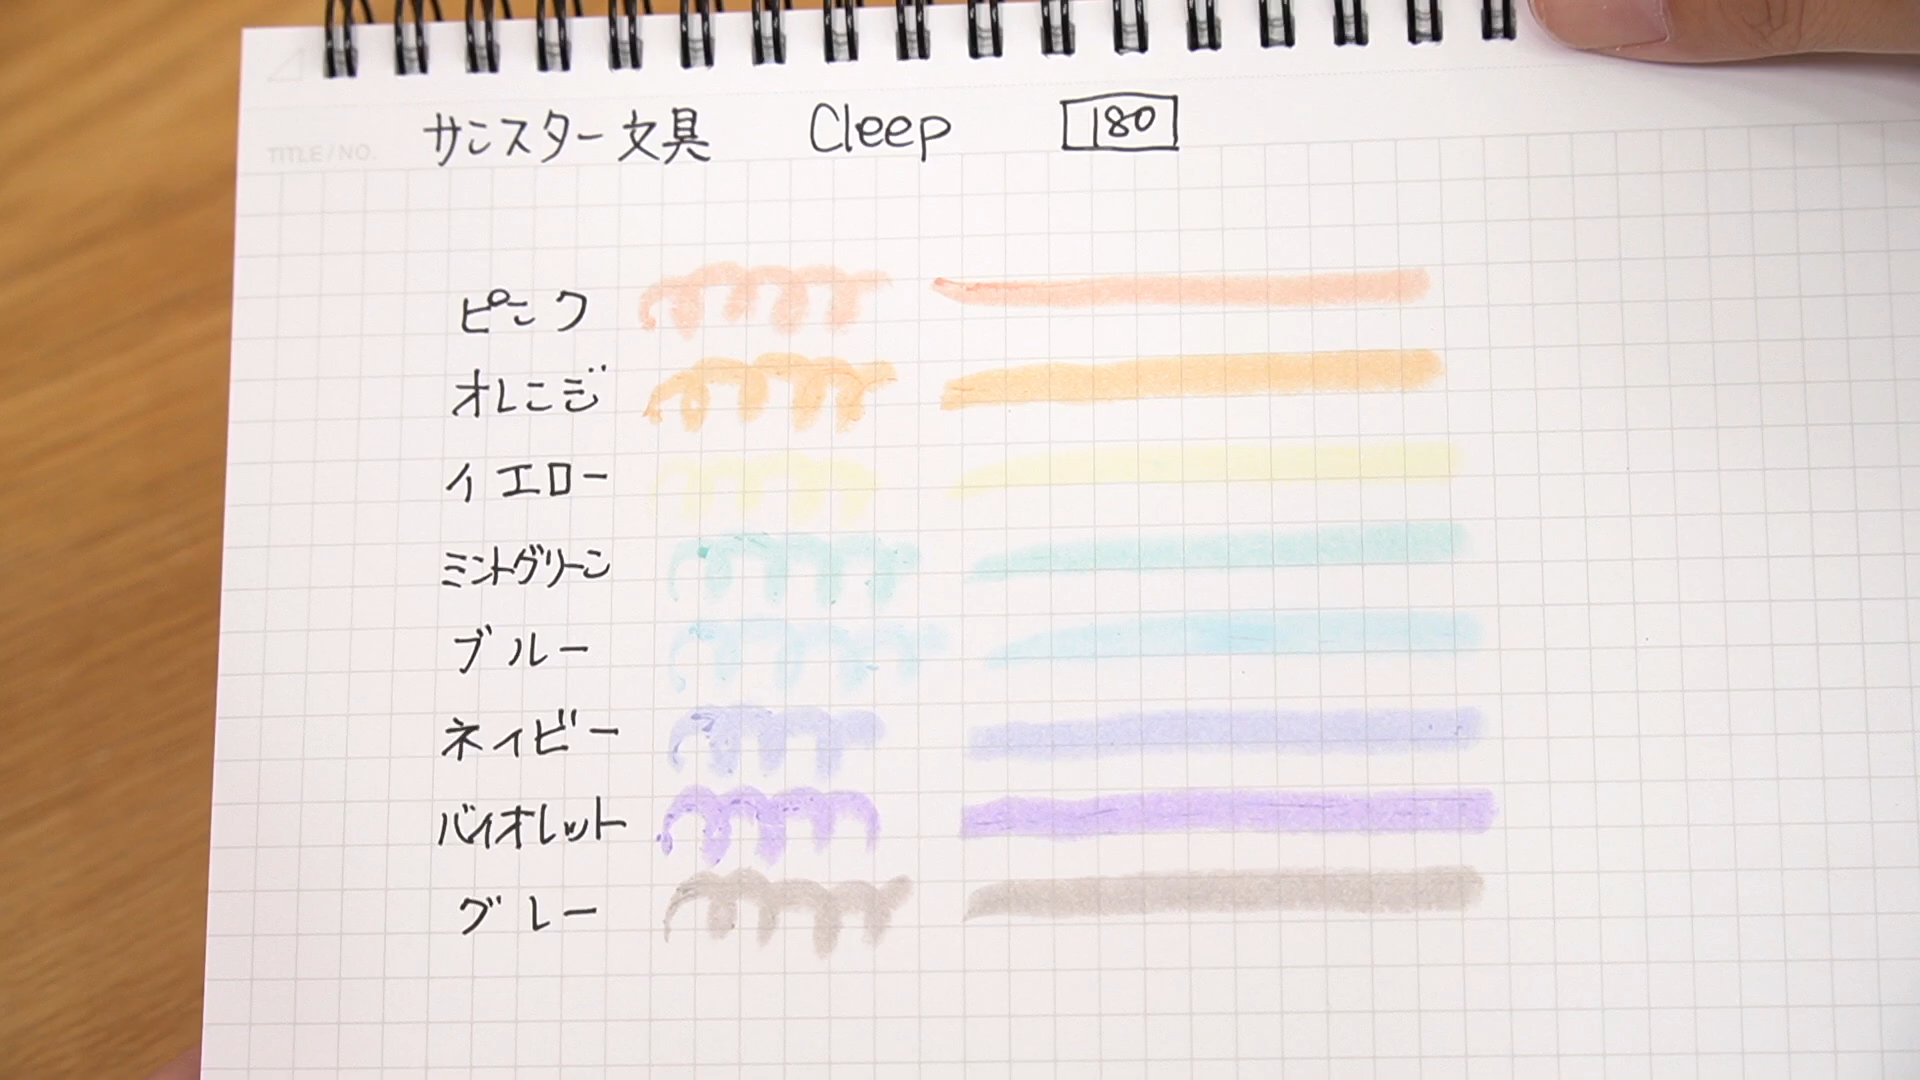 サンスター文具 Cleep 180
TITLE / NO.
ピンク
オレンジ
イエロー
ミントグリーン
ブルー
ネイビー
バイオレット
グレー